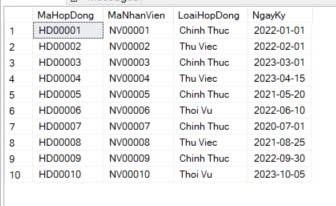 MaHopDong MaNhanVien LoaiHopDong NgayKy
1 HD00001 NV00001 Chinh Thuc 2022-01-01
2 HD00002 NV00002 Thu Viec 2022-02-01
3 HD00003 NV00003 Chinh Thuc 2023-03-01
4 HD00004 NV00004 Thu Viec 2023-04-15
5 HD00005 NV00005 Chinh Thuc 2021-05-20
6 HD00006 NV00006 Thoi Vu 2022-06-10
7 HD00007 NV00007 Chinh Thuc 2020-07-01
8 HD00008 NV00008 Thu Viec 2021-08-25
9 HD00009 NV00009 Chinh Thuc 2022-09-30
10 HD00010 NV00010 Thoi Vu 2023-10-05